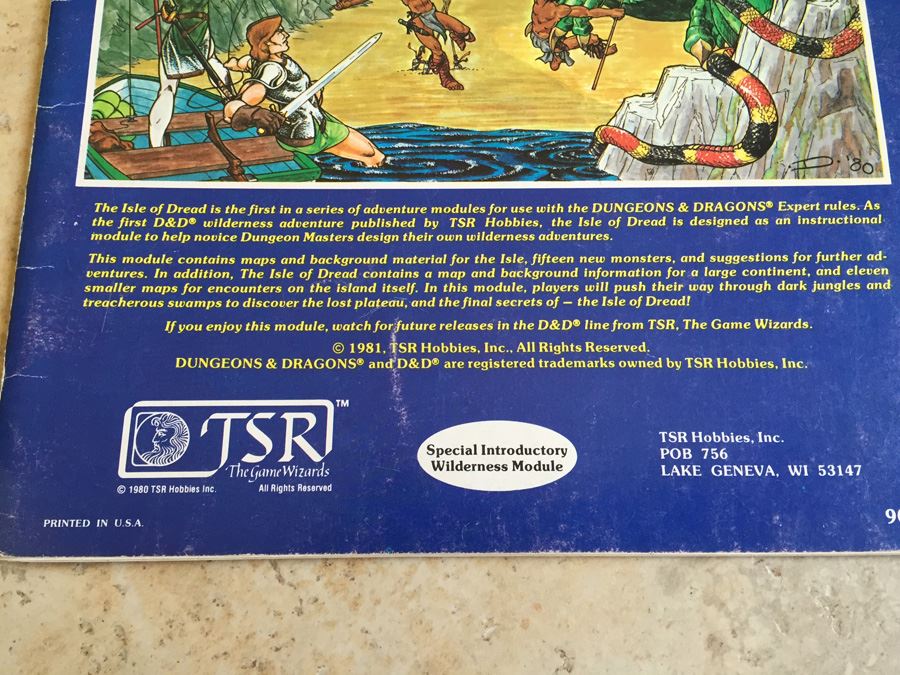 D. '80
The Isle of Dread is the first in a series of adventure modules for use with the DUNGEONS & DRAGONS® Expert rules. As
the first D&D® wilderness adventure published by TSR Hobbies, the Isle of Dread is designed as an instructional
module to help novice Dungeon Masters design their own wilderness adventures.
This module contains maps and background material for the Isle, fifteen new monsters, and suggestions for further ad-
ventures. In addition, The Isle of Dread contains a map and background information for a large continent, and eleven
smaller maps for encounters on the island itself. In this module, players will push their way through dark jungles and
treacherous swamps to discover the lost plateau, and the final secrets of — the Isle of Dread!
If you enjoy this module, watch for future releases in the D&D® line from TSR, The Game Wizards.
© 1981, TSR Hobbies, Inc., All Rights Reserved.
DUNGEONS & DRAGONS® and D&D® are registered trademarks owned by TSR Hobbies, Inc.
TSR™
The Game Wizards
© 1980 TSR Hobbies Inc. All Rights Reserved
Special Introductory
Wilderness Module
TSR Hobbies, Inc.
POB 756
LAKE GENEVA, WI 53147
PRINTED IN U.S.A.